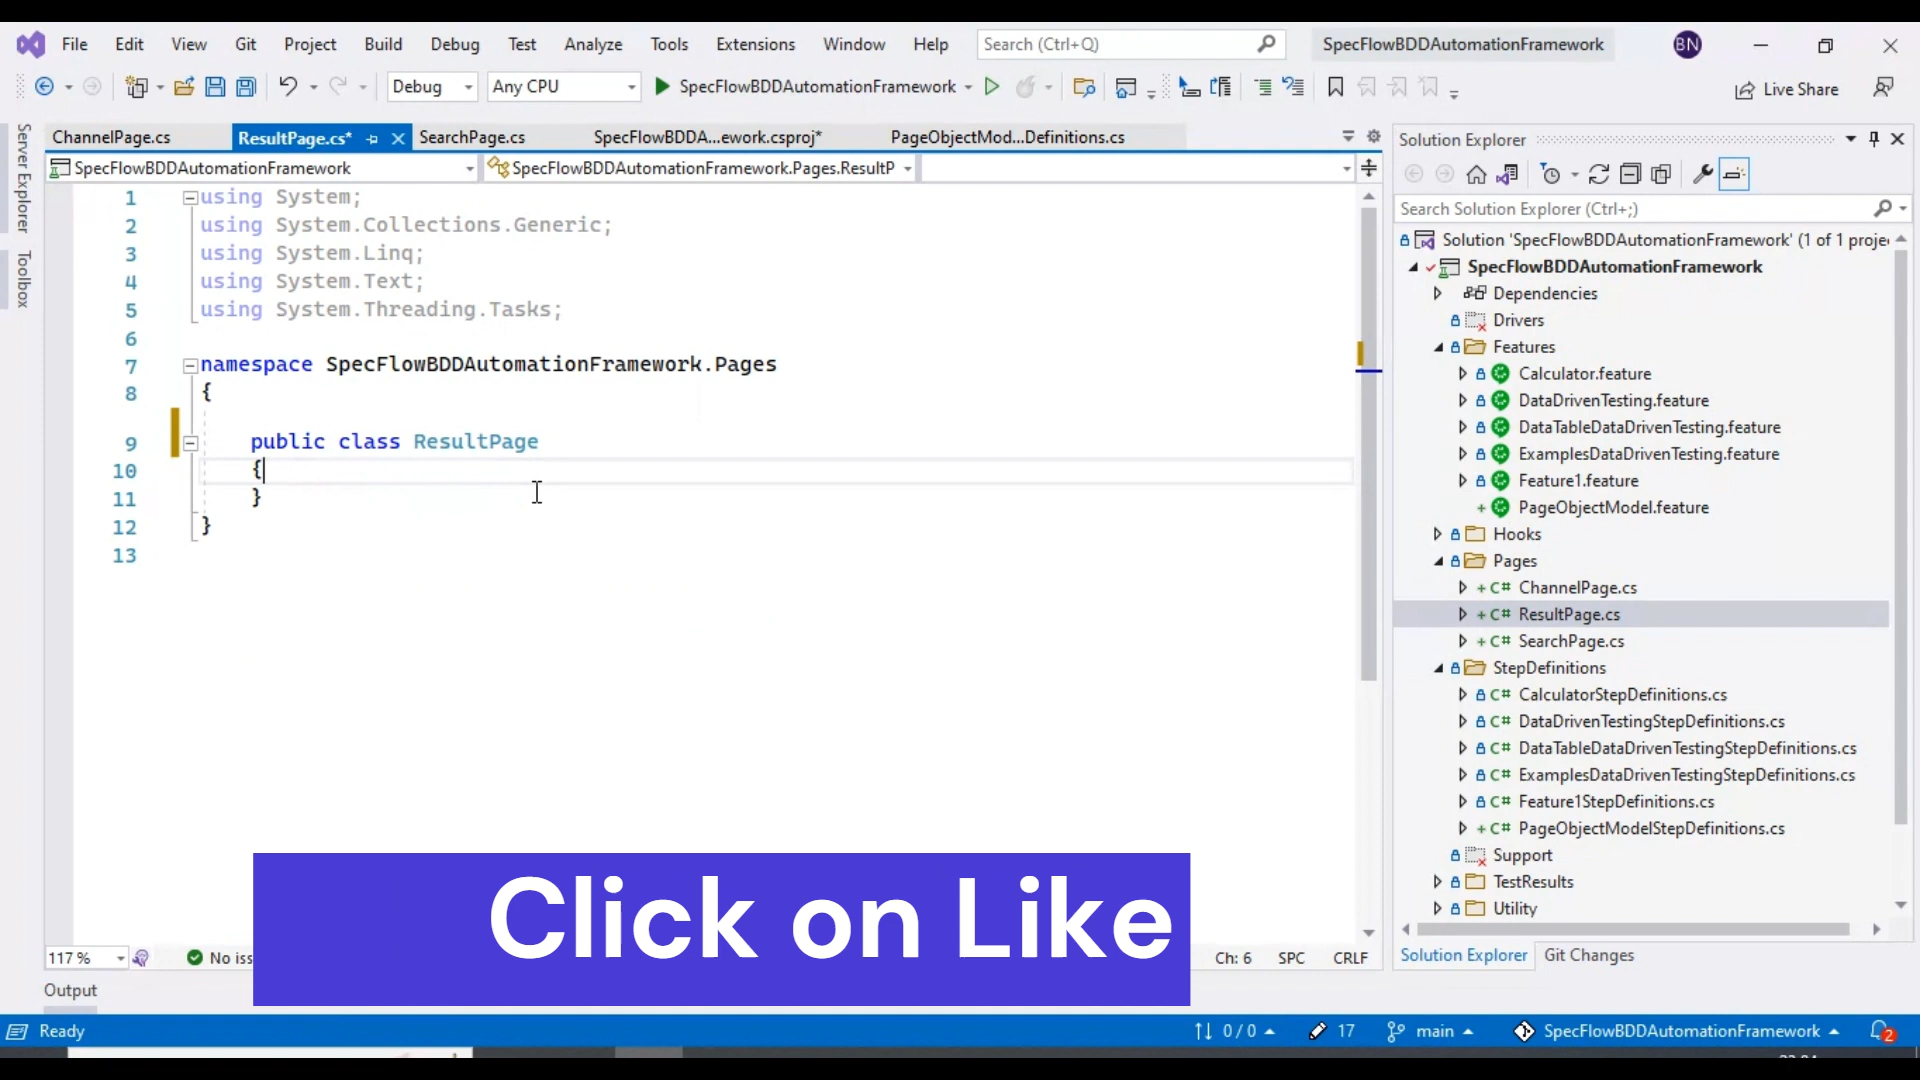 File Edit View Git Project Build Debug Test Analyze Tools Extensions Window Help Search (Ctrl+Q) SpecFlowBDDAutomationFramework BN
Debug Any CPU SpecFlowBDDAutomationFramework Live Share
Server Explorer
Toolbox
ChannelPage.cs ResultPage.cs* SearchPage.cs SpecFlowBDDA...ework.csproj* PageObjectMod...Definitions.cs
SpecFlowBDDAutomationFramework SpecFlowBDDAutomationFramework.Pages.ResultP
1 using System;
2 using System.Collections.Generic;
3 using System.Linq;
4 using System.Text;
5 using System.Threading.Tasks;
6
7 namespace SpecFlowBDDAutomationFramework.Pages
8 {
9 public class ResultPage
10 {
11 }
12 }
13
Click on Like
117 % No iss Ch: 6 SPC CRLF
Output
Solution Explorer
Search Solution Explorer (Ctrl+;)
Solution 'SpecFlowBDDAutomationFramework' (1 of 1 proje
SpecFlowBDDAutomationFramework
Dependencies
Drivers
Features
Calculator.feature
DataDrivenTesting.feature
DataTableDataDrivenTesting.feature
ExamplesDataDrivenTesting.feature
Feature1.feature
PageObjectModel.feature
Hooks
Pages
C# ChannelPage.cs
C# ResultPage.cs
C# SearchPage.cs
StepDefinitions
C# CalculatorStepDefinitions.cs
C# DataDrivenTestingStepDefinitions.cs
C# DataTableDataDrivenTestingStepDefinitions.cs
C# ExamplesDataDrivenTestingStepDefinitions.cs
C# Feature1StepDefinitions.cs
C# PageObjectModelStepDefinitions.cs
Support
TestResults
Utility
Solution Explorer Git Changes
Ready 0 / 0 17 main SpecFlowBDDAutomationFramework 2